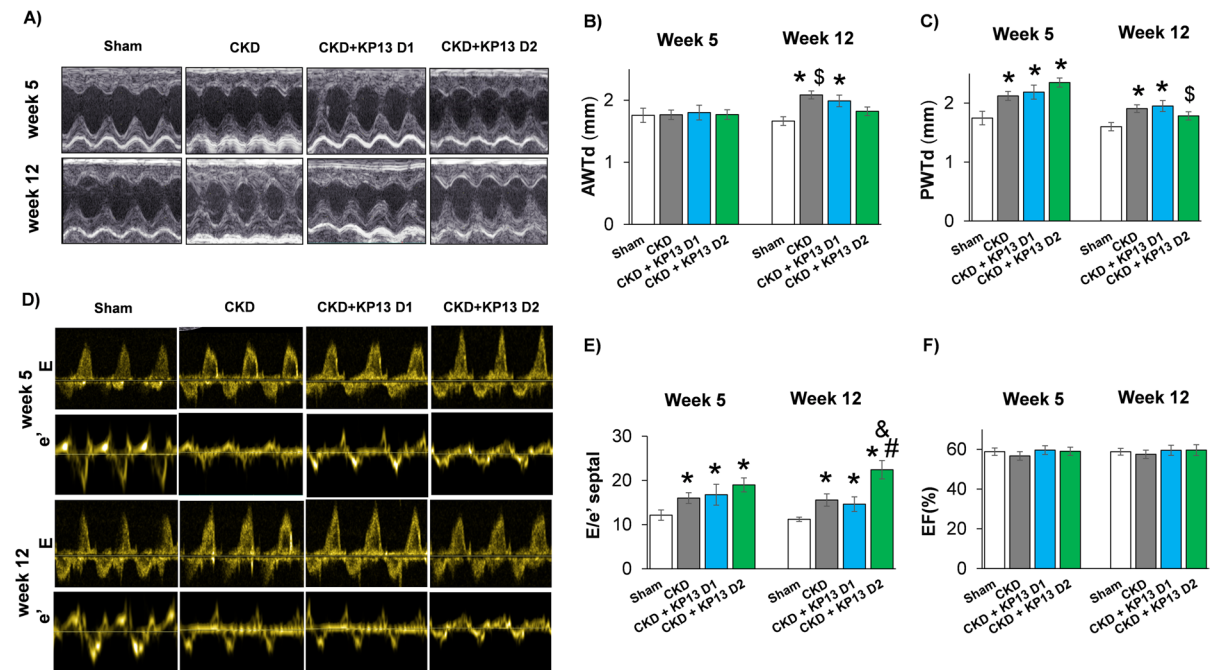 A)
Sham CKD CKD+KP13 D1 CKD+KP13 D2
week 5
week 12
B)
Week 5 Week 12
AWTd (mm)
* $ *
2
1
0
Sham CKD CKD + KP13 D1 CKD + KP13 D2
Sham CKD CKD + KP13 D1 CKD + KP13 D2
C)
Week 5 Week 12
PWTd (mm)
* * * * * $
2
1
0
Sham CKD CKD + KP13 D1 CKD + KP13 D2
Sham CKD CKD + KP13 D1 CKD + KP13 D2
D)
Sham CKD CKD+KP13 D1 CKD+KP13 D2
week 5
E
e'
week 12
E
e'
E)
Week 5 Week 12
E/e' septal
* * * * * * & #
30
20
10
0
Sham CKD CKD + KP13 D1 CKD + KP13 D2
Sham CKD CKD + KP13 D1 CKD + KP13 D2
F)
Week 5 Week 12
EF(%)
60
40
20
0
Sham CKD CKD + KP13 D1 CKD + KP13 D2
Sham CKD CKD + KP13 D1 CKD + KP13 D2